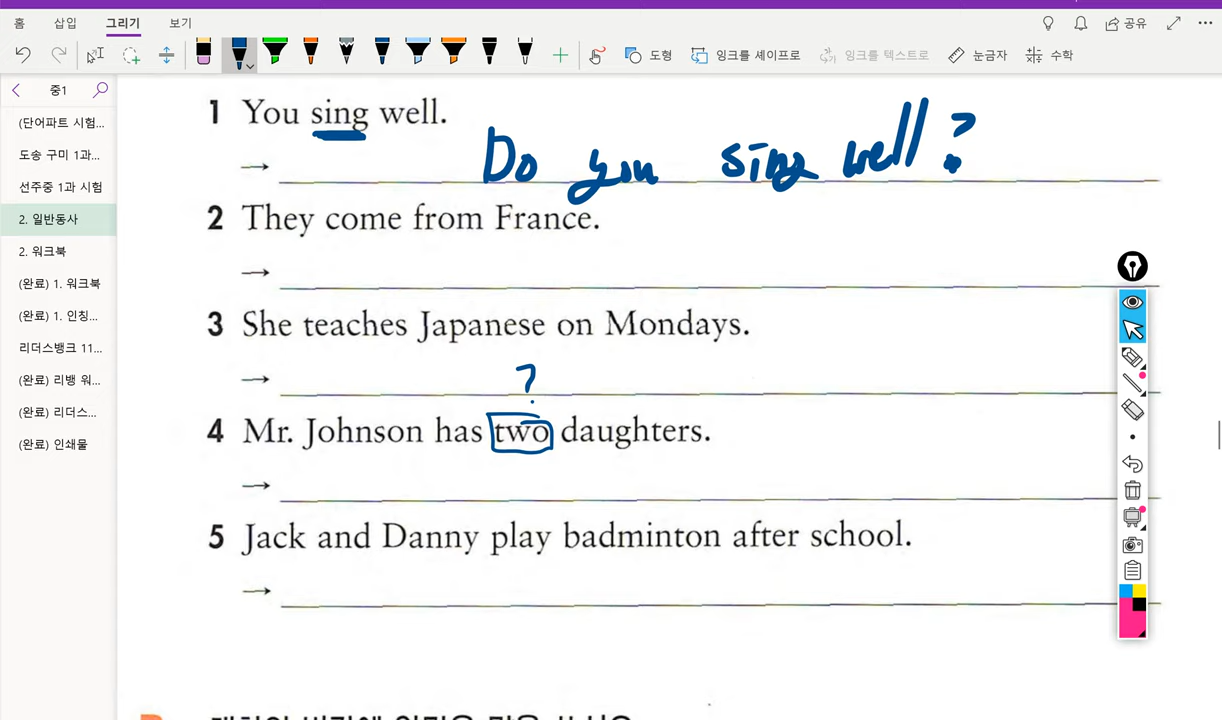 홈 삽입 그리기 보기
공유
도형 잉크를 셰이프로 잉크를 텍스트로 눈금자 수학
중1
(단어파트 시험...
도송 구미 1과...
선주중 1과 시험
2. 일반동사
2. 워크북
(완료) 1. 워크북
(완료) 1. 인칭...
리더스뱅크 11...
(완료) 리뱅 워...
(완료) 리더스...
(완료) 인쇄물
1 You sing well.
→ Do you sing well?
2 They come from France.
→
3 She teaches Japanese on Mondays.
→ ?
4 Mr. Johnson has two daughters.
→
5 Jack and Danny play badminton after school.
→